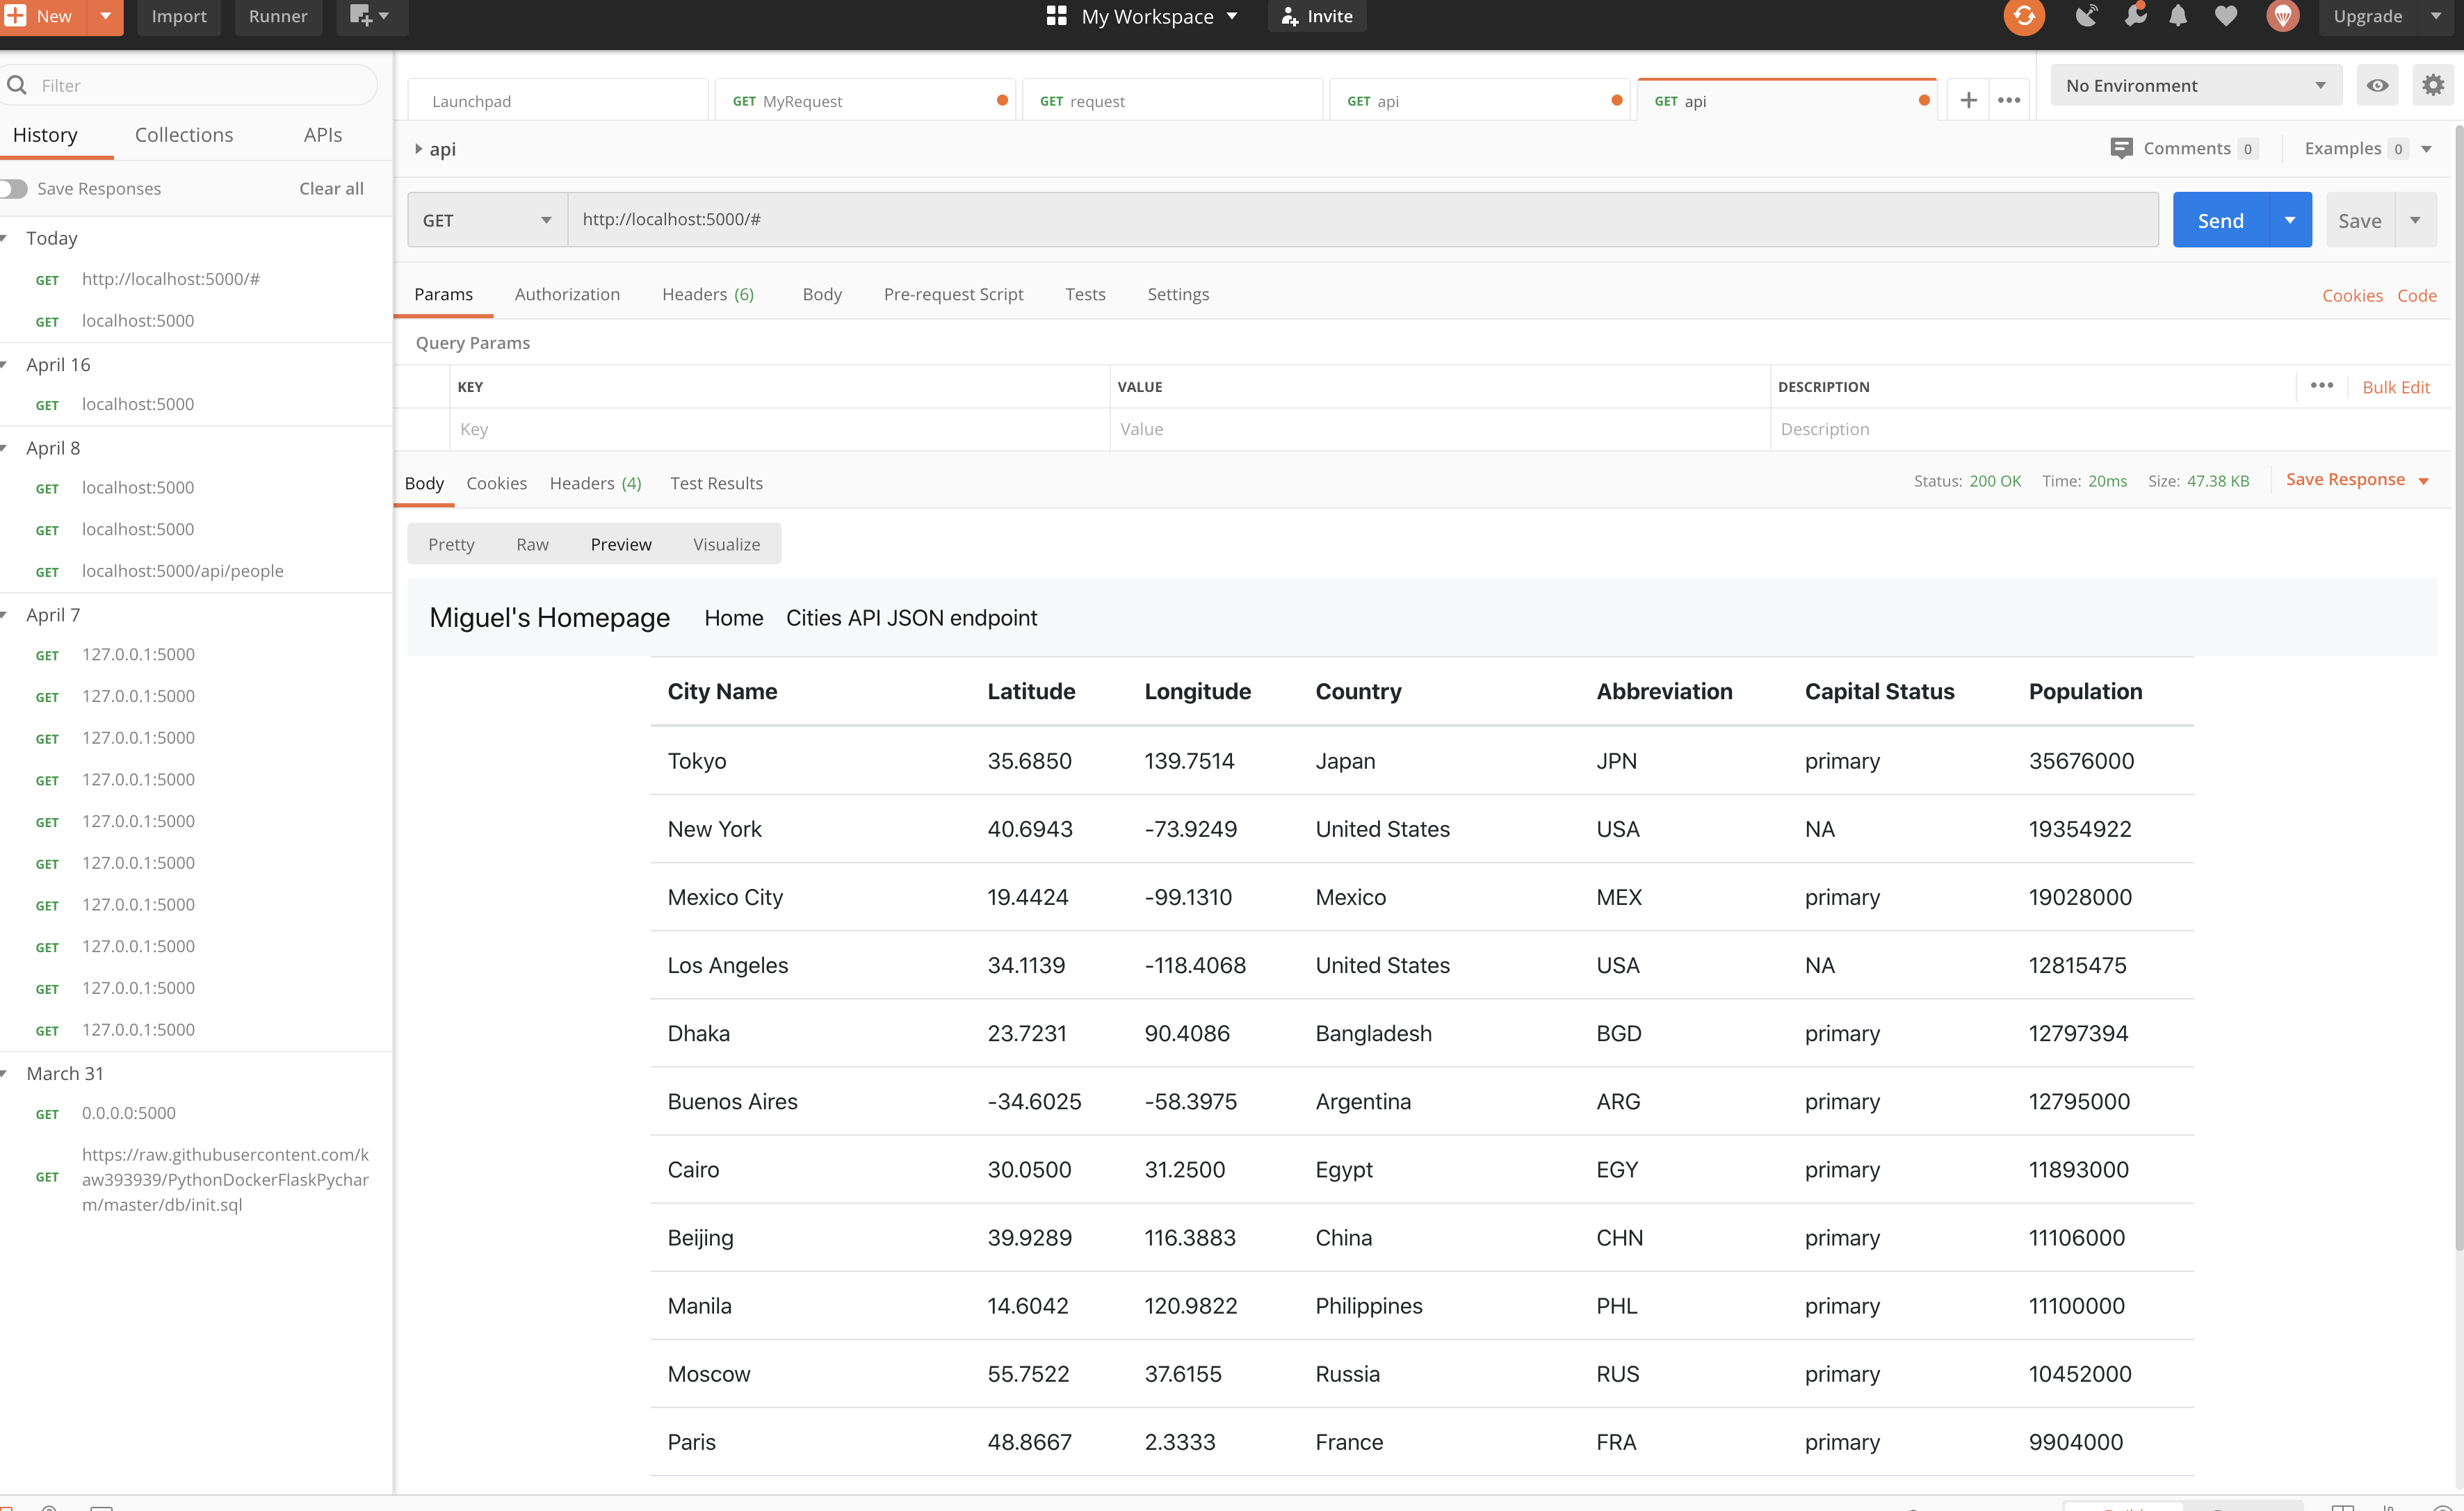 New Import Runner My Workspace Invite Upgrade
Filter
History Collections APIs
Save Responses Clear all
Today
GET http://localhost:5000/#
GET localhost:5000
April 16
GET localhost:5000
April 8
GET localhost:5000
GET localhost:5000
GET localhost:5000/api/people
April 7
GET 127.0.0.1:5000
GET 127.0.0.1:5000
GET 127.0.0.1:5000
GET 127.0.0.1:5000
GET 127.0.0.1:5000
GET 127.0.0.1:5000
GET 127.0.0.1:5000
GET 127.0.0.1:5000
GET 127.0.0.1:5000
GET 127.0.0.1:5000
March 31
GET 0.0.0.0:5000
GET https://raw.githubusercontent.com/k
aw393939/PythonDockerFlaskPychar
m/master/db/init.sql
Launchpad GET MyRequest GET request GET api GET api No Environment
api Comments 0 Examples 0
GET http://localhost:5000/# Send Save
Params Authorization Headers (6) Body Pre-request Script Tests Settings Cookies Code
Query Params
KEY VALUE DESCRIPTION Bulk Edit
Key Value Description
Body Cookies Headers (4) Test Results Status: 200 OK Time: 20ms Size: 47.38 KB Save Response
Pretty Raw Preview Visualize
Miguel's Homepage Home Cities API JSON endpoint
City Name Latitude Longitude Country Abbreviation Capital Status Population
Tokyo 35.6850 139.7514 Japan JPN primary 35676000
New York 40.6943 -73.9249 United States USA NA 19354922
Mexico City 19.4424 -99.1310 Mexico MEX primary 19028000
Los Angeles 34.1139 -118.4068 United States USA NA 12815475
Dhaka 23.7231 90.4086 Bangladesh BGD primary 12797394
Buenos Aires -34.6025 -58.3975 Argentina ARG primary 12795000
Cairo 30.0500 31.2500 Egypt EGY primary 11893000
Beijing 39.9289 116.3883 China CHN primary 11106000
Manila 14.6042 120.9822 Philippines PHL primary 11100000
Moscow 55.7522 37.6155 Russia RUS primary 10452000
Paris 48.8667 2.3333 France FRA primary 9904000